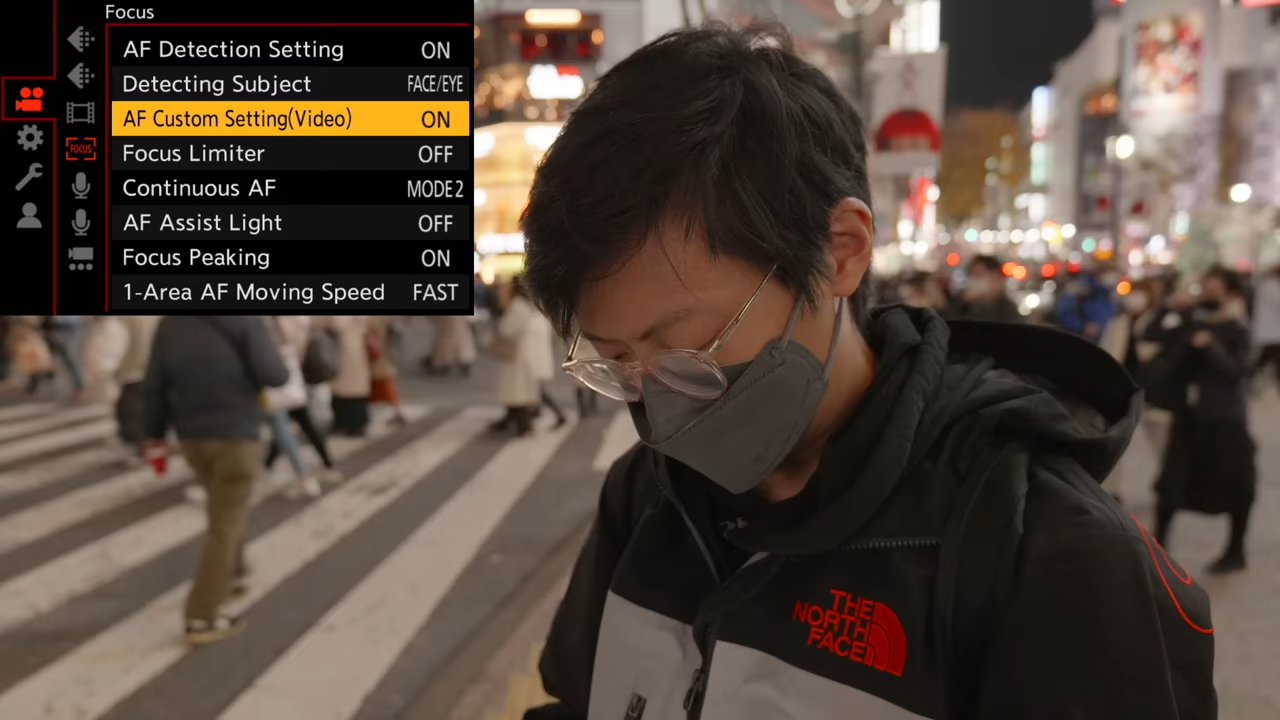 Focus
AF Detection Setting ON
Detecting Subject FACE/EYE
AF Custom Setting(Video) ON
Focus Limiter OFF
Continuous AF MODE2
AF Assist Light OFF
Focus Peaking ON
1-Area AF Moving Speed FAST
FOCUS
THE
NORTH
FACE